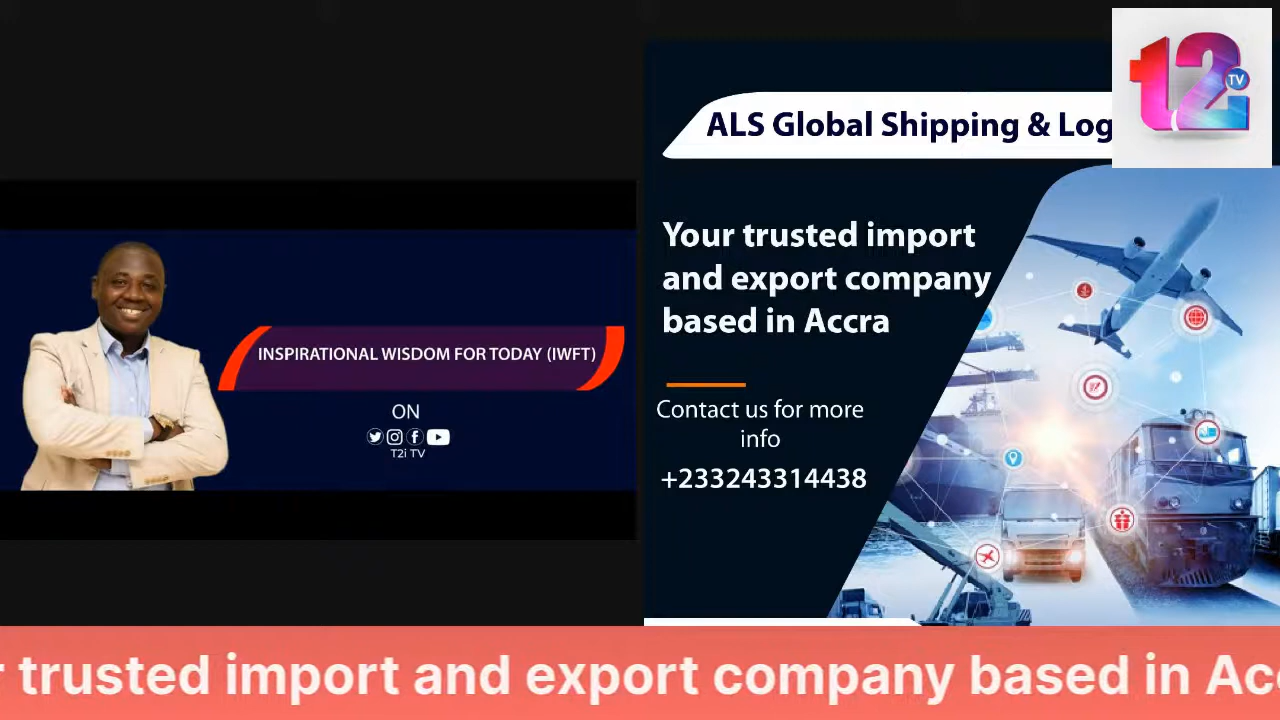 t2i TV
ALS Global Shipping & Log
Your trusted import
and export company
based in Accra
Contact us for more
info
+233243314438
INSPIRATIONAL WISDOM FOR TODAY (IWFT)
ON
T2i TV
r trusted import and export company based in Acc